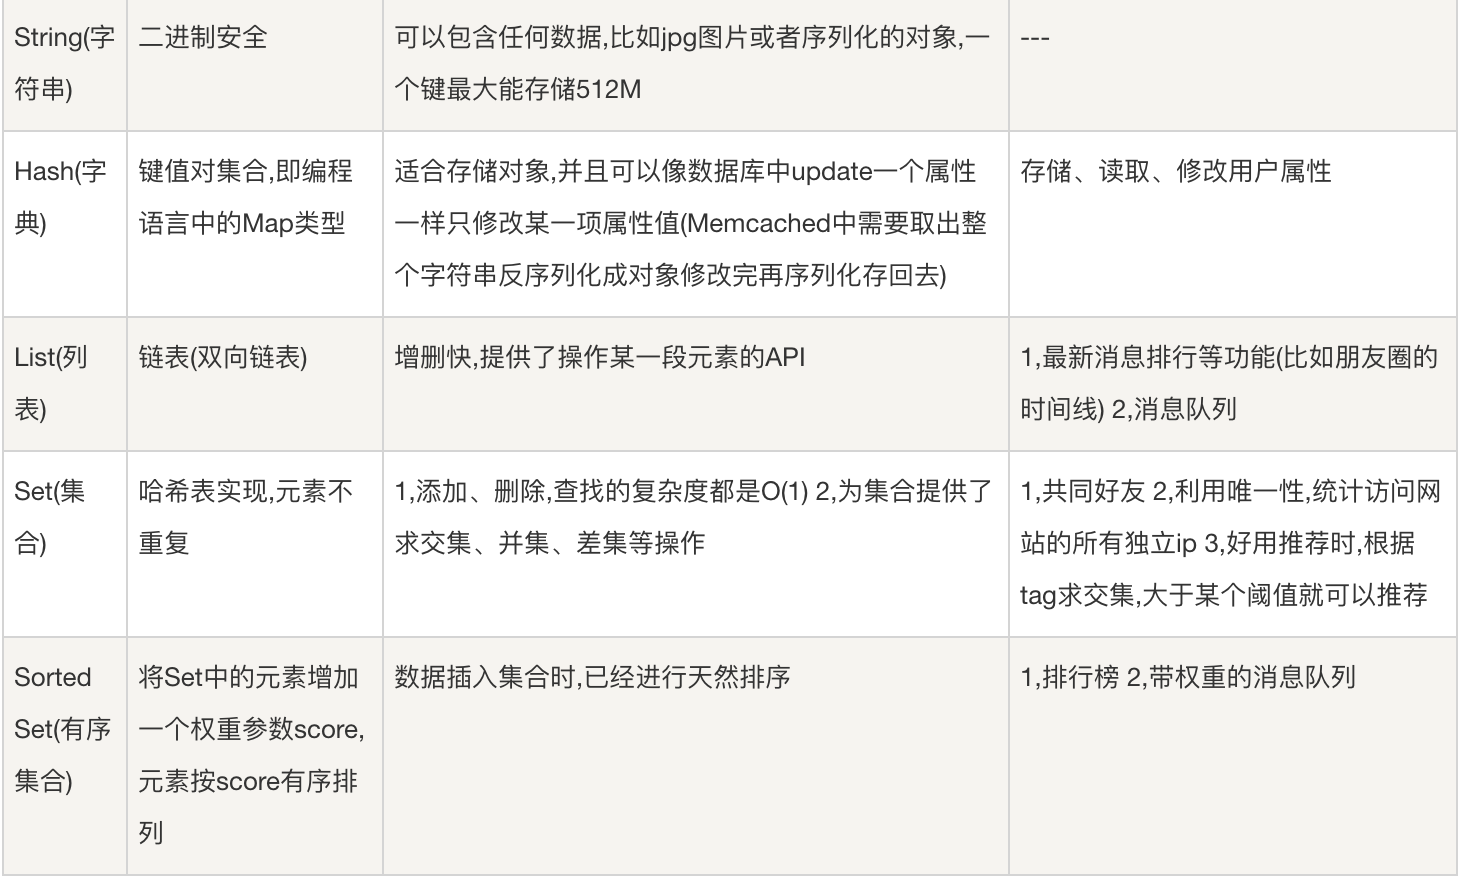 String(字
符串)
二进制安全
可以包含任何数据,比如jpg图片或者序列化的对象,一
个键最大能存储512M
---
Hash(字
典)
键值对集合,即编程
语言中的Map类型
适合存储对象,并且可以像数据库中update一个属性
一样只修改某一项属性值(Memcached中需要取出整
个字符串反序列化成对象修改完再序列化存回去)
存储、读取、修改用户属性
List(列
表)
链表(双向链表)
增删快,提供了操作某一段元素的API
1,最新消息排行等功能(比如朋友圈的
时间线) 2,消息队列
Set(集
合)
哈希表实现,元素不
重复
1,添加、删除,查找的复杂度都是O(1) 2,为集合提供了
求交集、并集、差集等操作
1,共同好友 2,利用唯一性,统计访问网
站的所有独立ip 3,好用推荐时,根据
tag求交集,大于某个阈值就可以推荐
Sorted
Set(有序
集合)
将Set中的元素增加
一个权重参数score,
元素按score有序排
列
数据插入集合时,已经进行天然排序
1,排行榜 2,带权重的消息队列